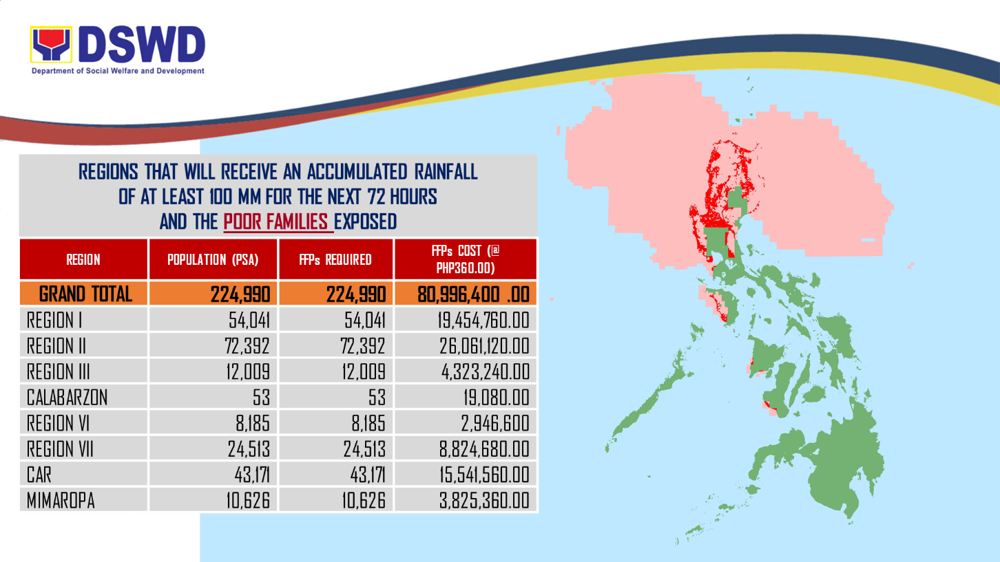 DSWD
Department of Social Welfare and Development
REGIONS THAT WILL RECEIVE AN ACCUMULATED RAINFALL
OF AT LEAST 100 MM FOR THE NEXT 72 HOURS
AND THE POOR FAMILIES EXPOSED
REGION POPULATION (PSA) FFPs REQUIRED FFPs COST (@
PHP360.00)
GRAND TOTAL 224,990 224,990 80,996,400 .00
REGION I 54,041 54,041 19,454,760.00
REGION II 72,392 72,392 26,061,120.00
REGION III 12,009 12,009 4,323,240.00
CALABARZON 53 53 19,080.00
REGION VI 8,185 8,185 2,946,600
REGION VII 24,513 24,513 8,824,680.00
CAR 43,171 43,171 15,541,560.00
MIMAROPA 10,626 10,626 3,825,360.00